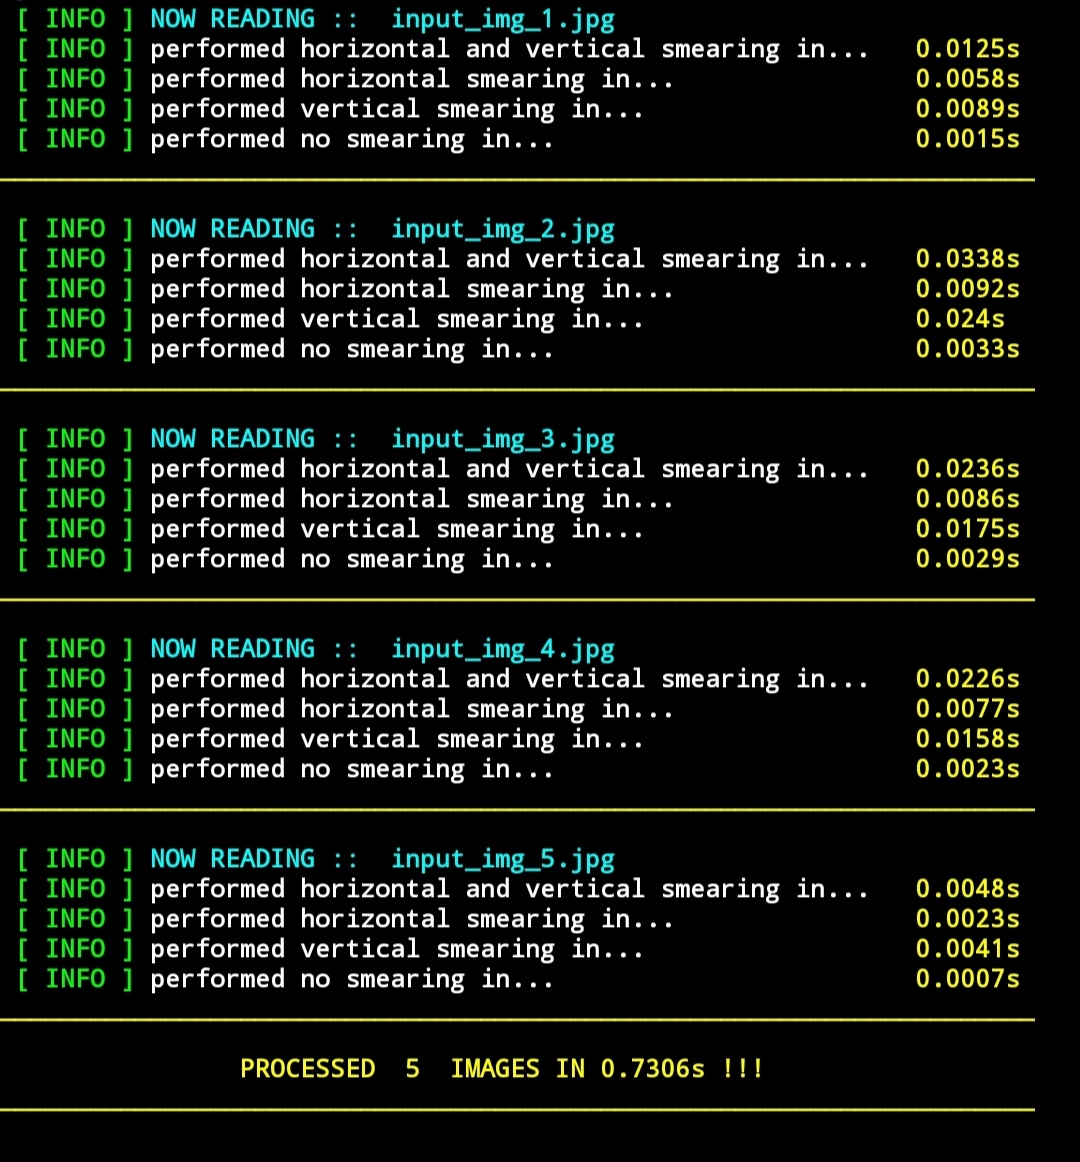 [ INFO ] NOW READING ::  input_img_1.jpg
[ INFO ] performed horizontal and vertical smearing in...   0.0125s
[ INFO ] performed horizontal smearing in...                0.0058s
[ INFO ] performed vertical smearing in...                  0.0089s
[ INFO ] performed no smearing in...                        0.0015s
[ INFO ] NOW READING ::  input_img_2.jpg
[ INFO ] performed horizontal and vertical smearing in...   0.0338s
[ INFO ] performed horizontal smearing in...                0.0092s
[ INFO ] performed vertical smearing in...                  0.024s
[ INFO ] performed no smearing in...                        0.0033s
[ INFO ] NOW READING ::  input_img_3.jpg
[ INFO ] performed horizontal and vertical smearing in...   0.0236s
[ INFO ] performed horizontal smearing in...                0.0086s
[ INFO ] performed vertical smearing in...                  0.0175s
[ INFO ] performed no smearing in...                        0.0029s
[ INFO ] NOW READING ::  input_img_4.jpg
[ INFO ] performed horizontal and vertical smearing in...   0.0226s
[ INFO ] performed horizontal smearing in...                0.0077s
[ INFO ] performed vertical smearing in...                  0.0158s
[ INFO ] performed no smearing in...                        0.0023s
[ INFO ] NOW READING ::  input_img_5.jpg
[ INFO ] performed horizontal and vertical smearing in...   0.0048s
[ INFO ] performed horizontal smearing in...                0.0023s
[ INFO ] performed vertical smearing in...                  0.0041s
[ INFO ] performed no smearing in...                        0.0007s
PROCESSED  5  IMAGES IN 0.7306s !!!